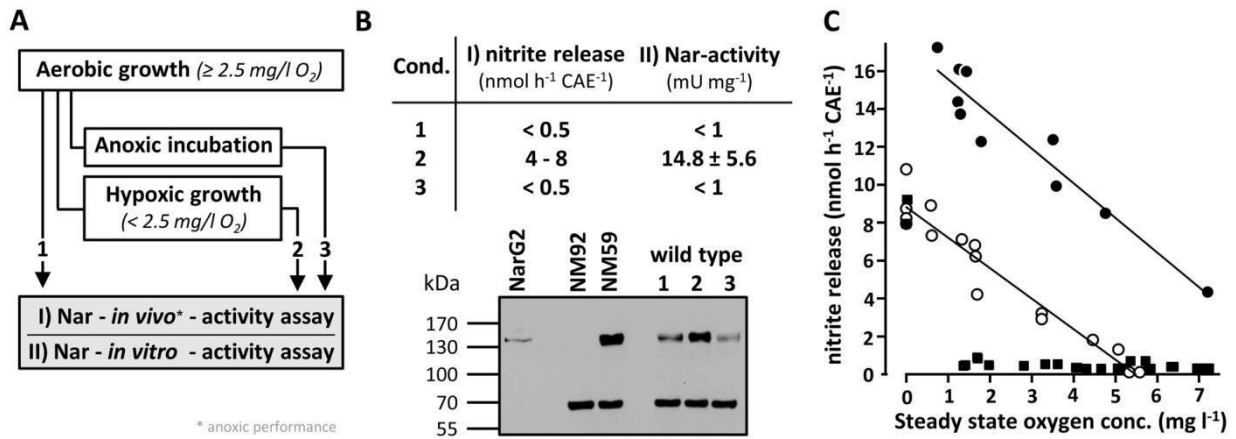 A
Aerobic growth (≥ 2.5 mg/l O₂)
Anoxic incubation
Hypoxic growth
(< 2.5 mg/l O₂)
1 2 3
I) Nar - in vivo* - activity assay
II) Nar - in vitro - activity assay
* anoxic performance
B
Cond. I) nitrite release II) Nar-activity
(nmol h⁻¹ CAE⁻¹) (mU mg⁻¹)
1 < 0.5 < 1
2 4 - 8 14.8 ± 5.6
3 < 0.5 < 1
kDa NarG2 NM92 NM59 wild type
1 2 3
170
130
100
70
55
C
nitrite release (nmol h⁻¹ CAE⁻¹)
16
14
12
10
8
6
4
2
0
0 1 2 3 4 5 6 7
Steady state oxygen conc. (mg l⁻¹)